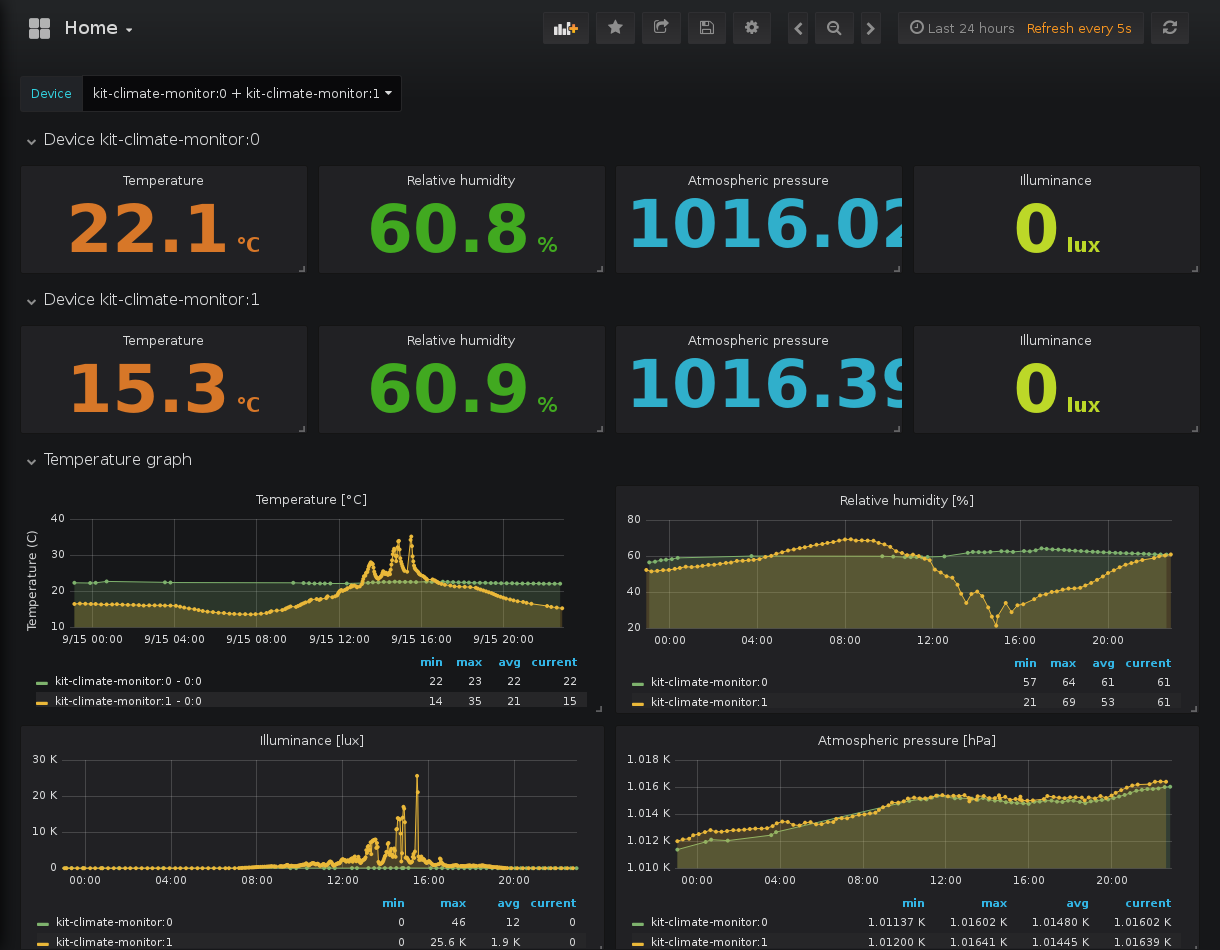 Home
Last 24 hours Refresh every 5s
Device kit-climate-monitor:0 + kit-climate-monitor:1
Device kit-climate-monitor:0
Temperature Relative humidity Atmospheric pressure Illuminance
22.1 °C 60.8 % 1016.02 0 lux
Device kit-climate-monitor:1
Temperature Relative humidity Atmospheric pressure Illuminance
15.3 °C 60.9 % 1016.39 0 lux
Temperature graph
Temperature [°C]
Temperature (C)
40
30
20
10
9/15 00:00 9/15 04:00 9/15 08:00 9/15 12:00 9/15 16:00 9/15 20:00
min max avg current
kit-climate-monitor:0 - 0:0 22 23 22 22
kit-climate-monitor:1 - 0:0 14 35 21 15
Relative humidity [%]
80
60
40
20
00:00 04:00 08:00 12:00 16:00 20:00
min max avg current
kit-climate-monitor:0 57 64 61 61
kit-climate-monitor:1 21 69 53 61
Illuminance [lux]
30 K
20 K
10 K
0
00:00 04:00 08:00 12:00 16:00 20:00
min max avg current
kit-climate-monitor:0 0 46 12 0
kit-climate-monitor:1 0 25.6 K 1.9 K 0
Atmospheric pressure [hPa]
1.018 K
1.016 K
1.014 K
1.012 K
1.010 K
00:00 04:00 08:00 12:00 16:00 20:00
min max avg current
kit-climate-monitor:0 1.01137 K 1.01602 K 1.01480 K 1.01602 K
kit-climate-monitor:1 1.01200 K 1.01641 K 1.01445 K 1.01639 K